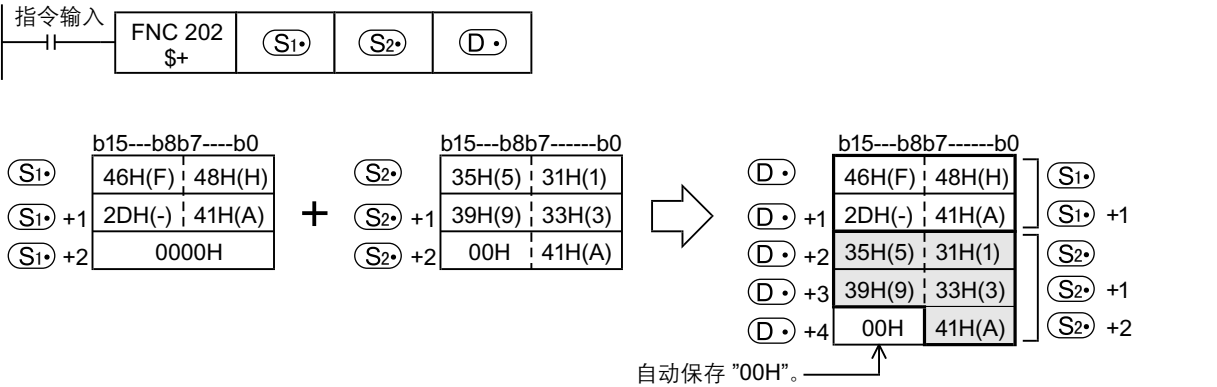 指令输入
FNC 202
$+
S1• S2• D •
b15---b8b7----b0 b15---b8b7------b0 b15---b8b7------b0
S1• 46H(F) 48H(H) S2• 35H(5) 31H(1) D • 46H(F) 48H(H) S1•
S1• +1 2DH(-) 41H(A) + S2• +1 39H(9) 33H(3) D • +1 2DH(-) 41H(A) S1• +1
S1• +2 0000H S2• +2 00H 41H(A) D • +2 35H(5) 31H(1) S2•
D • +3 39H(9) 33H(3) S2• +1
D • +4 00H 41H(A) S2• +2
自动保存 ”00H”。